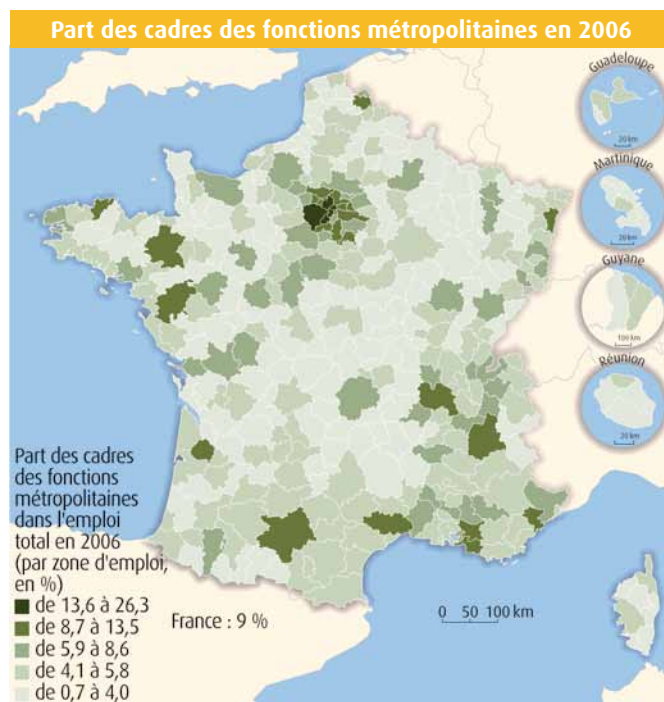 Part des cadres des fonctions métropolitaines en 2006
Guadeloupe
20 km
Martinique
20 km
Guyane
100 km
Réunion
20 km
Part des cadres
des fonctions
métropolitaines
dans l'emploi
total en 2006
(par zone d'emploi,
en %)
de 13,6 à 26,3
de 8,7 à 13,5
de 5,9 à 8,6
de 4,1 à 5,8
de 0,7 à 4,0
France : 9 %
0 50 100 km